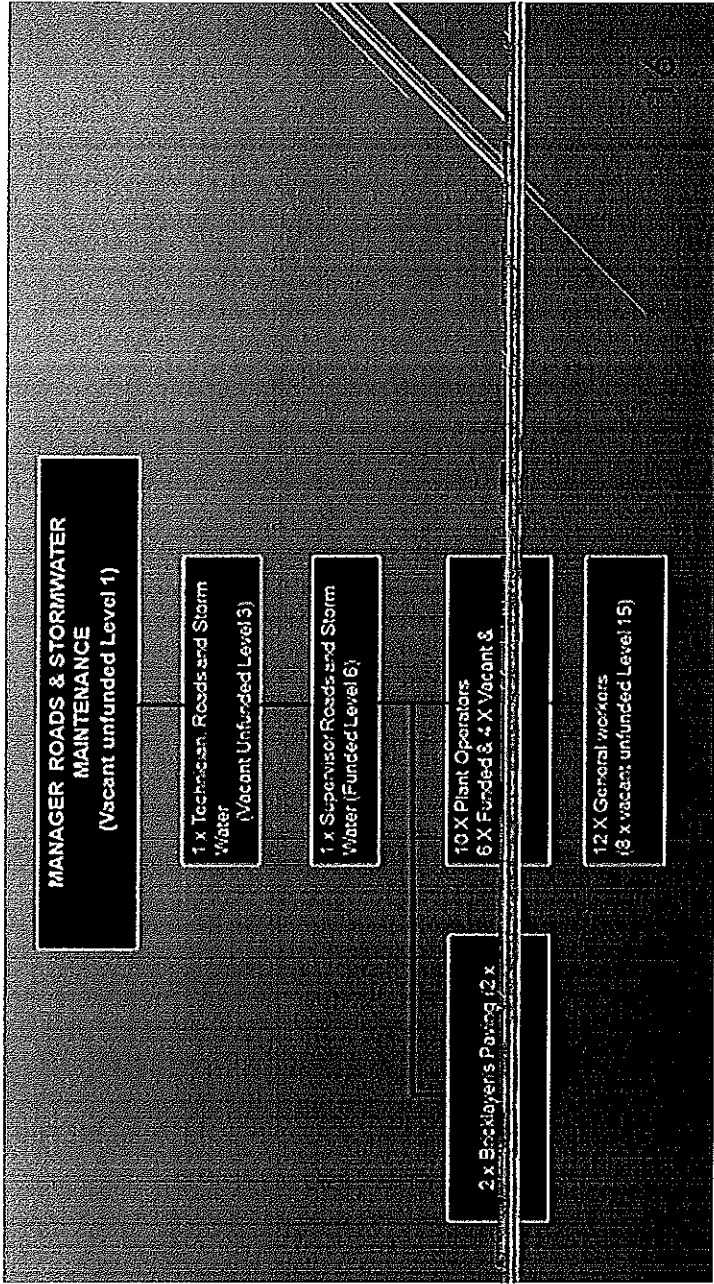 MANAGER ROADS & STORMWATER
MAINTENANCE
(Vacant unfunded Level 1)
1 x Technician, Roads and Storm
Water
(Vacant Unfunded Level 3)
1 x Supervisor Roads and Storm
Water (Funded Level 6)
2 x Bricklayers Paving (2 x
10 X Plant Operators
6 X Funded & 4 X Vacant &
12 X General workers
(8 x vacant unfunded Level 15)